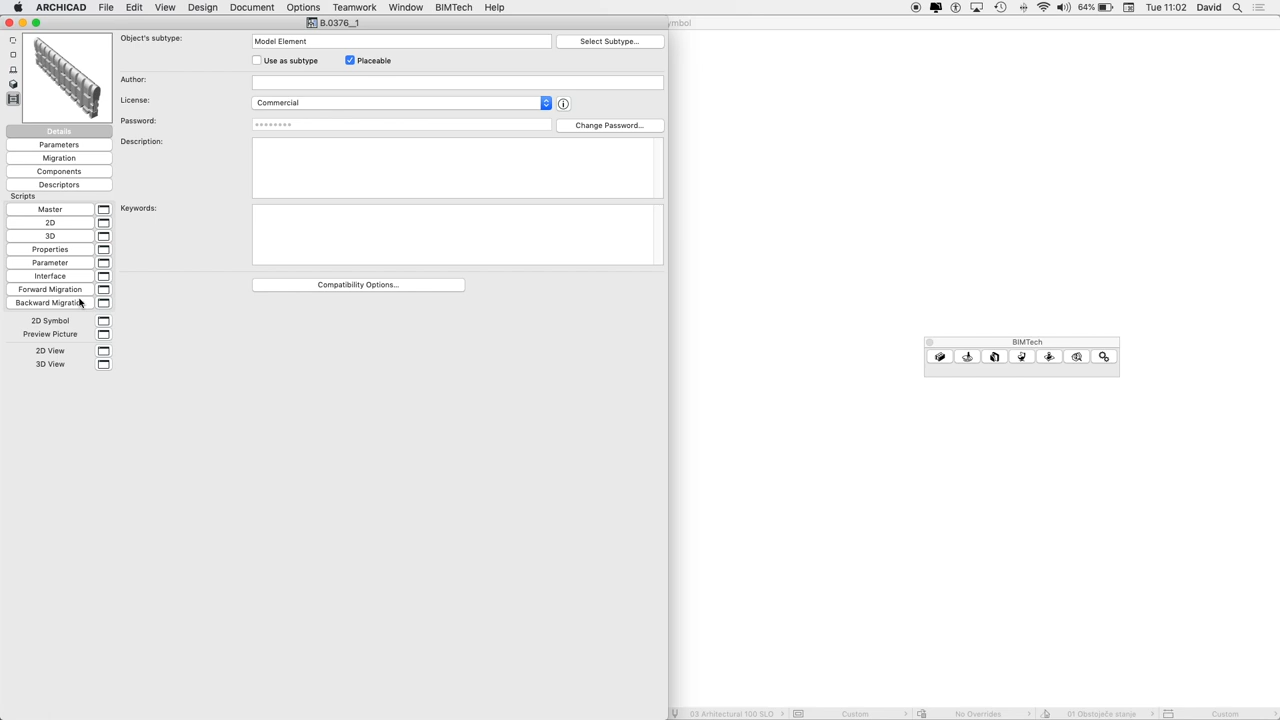 ARCHICAD File Edit View Design Document Options Teamwork Window BIMTech Help 64% Tue 11:02 David
B.0376__1
ymbol
Object's subtype: Model Element Select Subtype...
Use as subtype Placeable
Author:
License: Commercial
Password: •••••••• Change Password...
Description:
Keywords:
Compatibility Options...
Details
Parameters
Migration
Components
Descriptors
Scripts
Master
2D
3D
Properties
Parameter
Interface
Forward Migration
Backward Migration
2D Symbol
Preview Picture
2D View
3D View
BIMTech
03 Arhitectural 100 SLO Custom No Overrides 01 Obstoječe stanje Custom